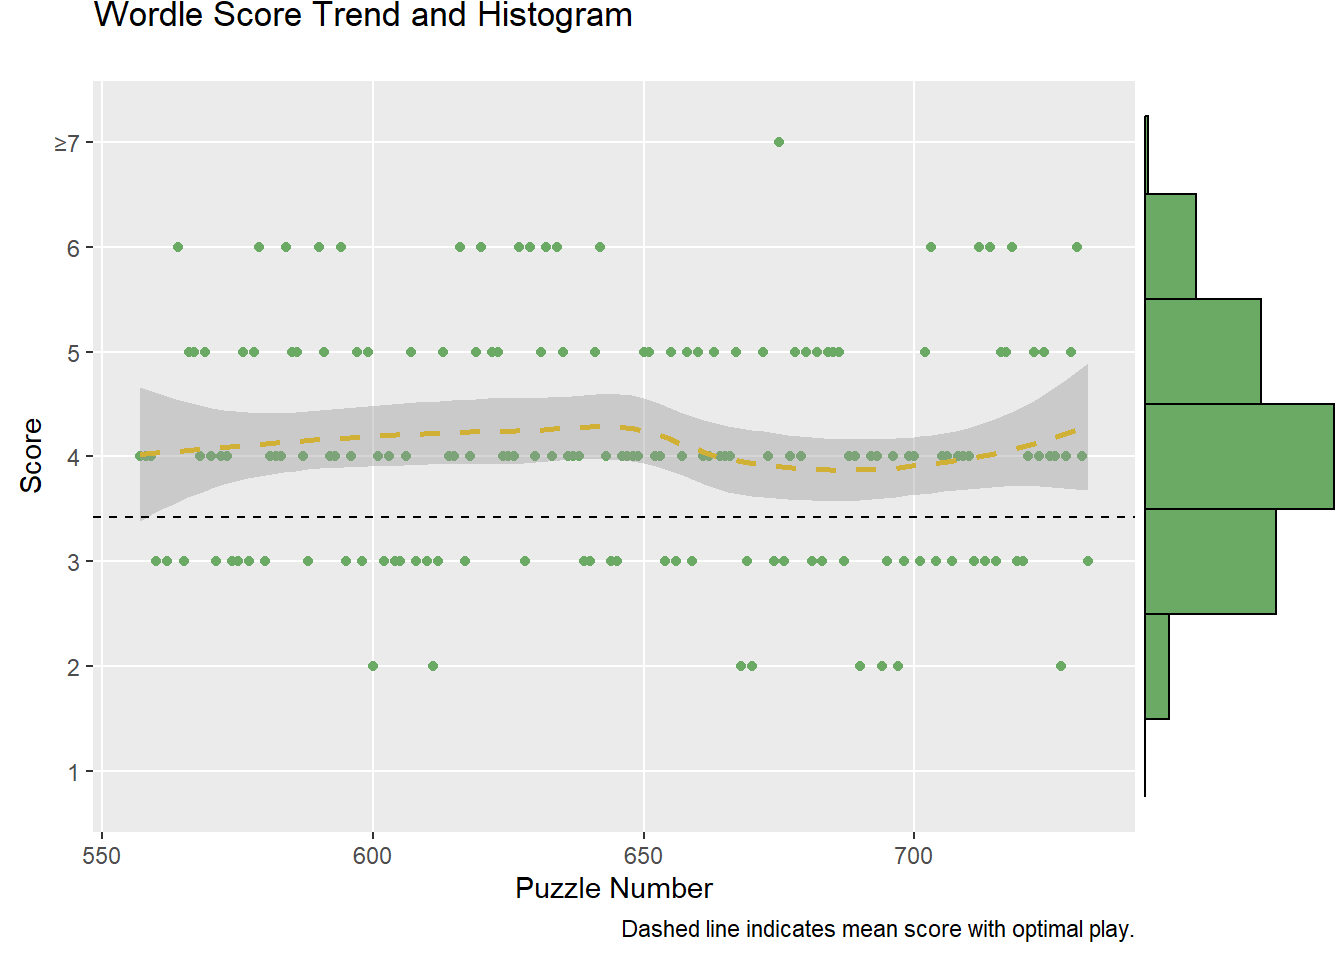 Wordle Score Trend and Histogram
≥7
6
5
4
3
2
1
Score
550 600 650 700
Puzzle Number
Dashed line indicates mean score with optimal play.